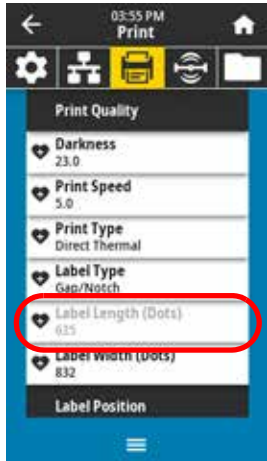 03:55 PM
Print
Print Quality
Darkness
23.0
Print Speed
5.0
Print Type
Direct Thermal
Label Type
Gap/Notch
Label Length (Dots)
635
Label Width (Dots)
832
Label Position